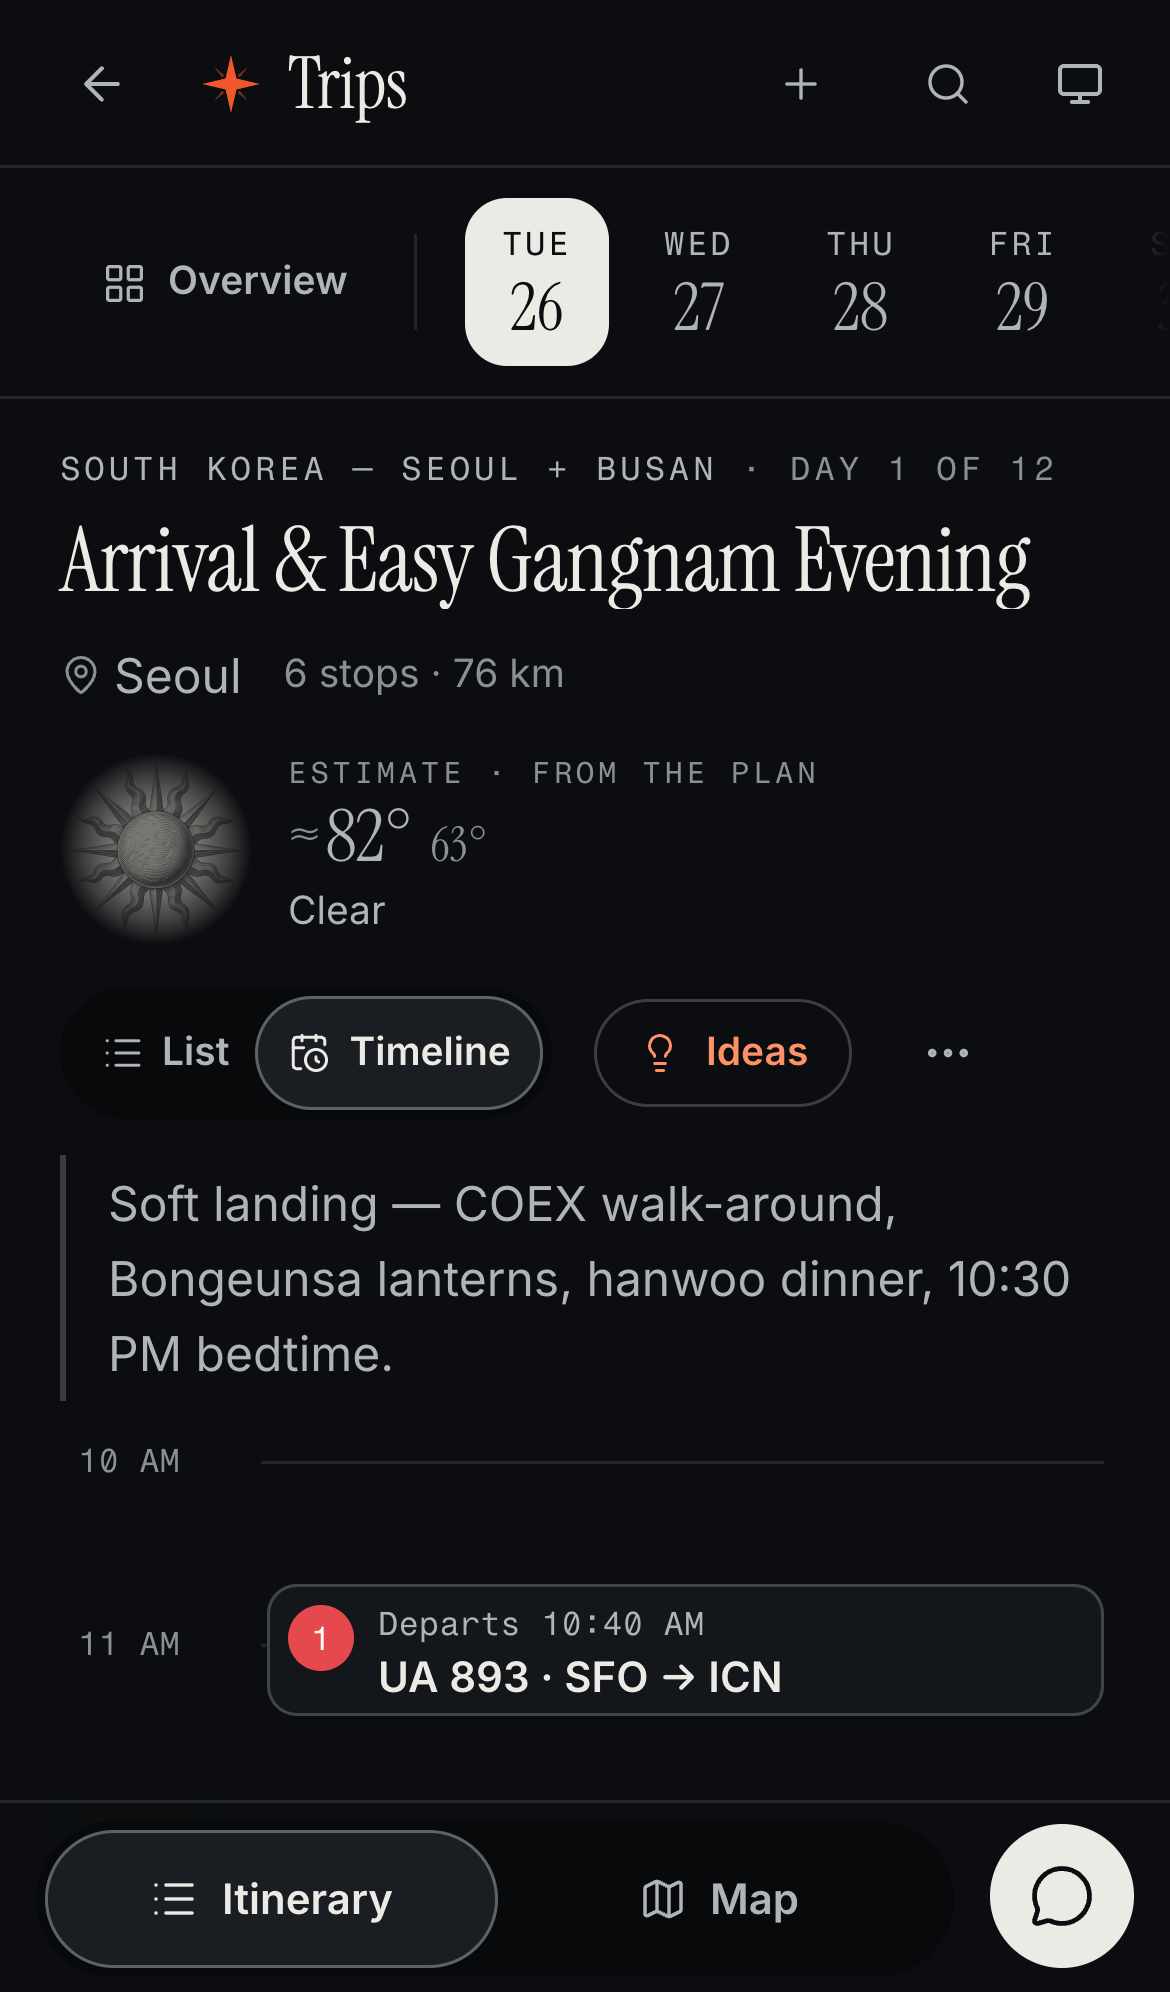 Trips
Overview
TUE
26
WED
27
THU
28
FRI
29
SOUTH KOREA — SEOUL + BUSAN · DAY 1 OF 12
Arrival & Easy Gangnam Evening
Seoul 6 stops · 76 km
ESTIMATE · FROM THE PLAN
≈82° 63°
Clear
List
Timeline
Ideas
Soft landing — COEX walk-around,
Bongeunsa lanterns, hanwoo dinner, 10:30
PM bedtime.
10 AM
11 AM
1
Departs 10:40 AM
UA 893 · SFO → ICN
Itinerary
Map